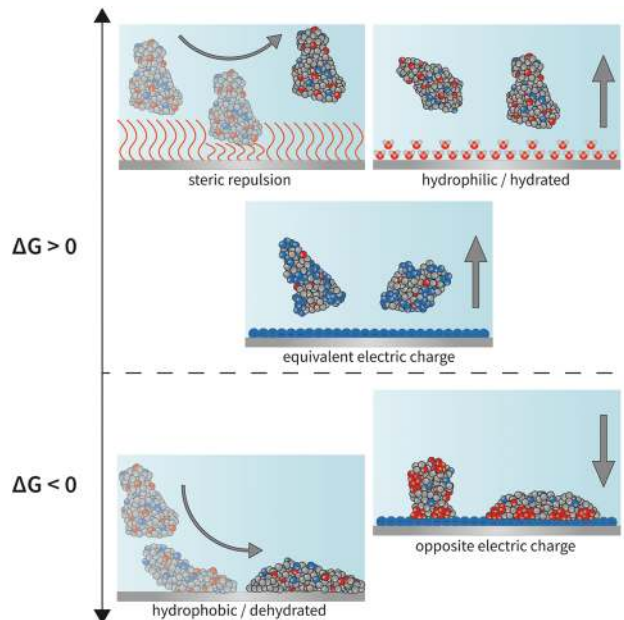 steric repulsion
hydrophilic / hydrated
ΔG > 0
equivalent electric charge
ΔG < 0
opposite electric charge
hydrophobic / dehydrated